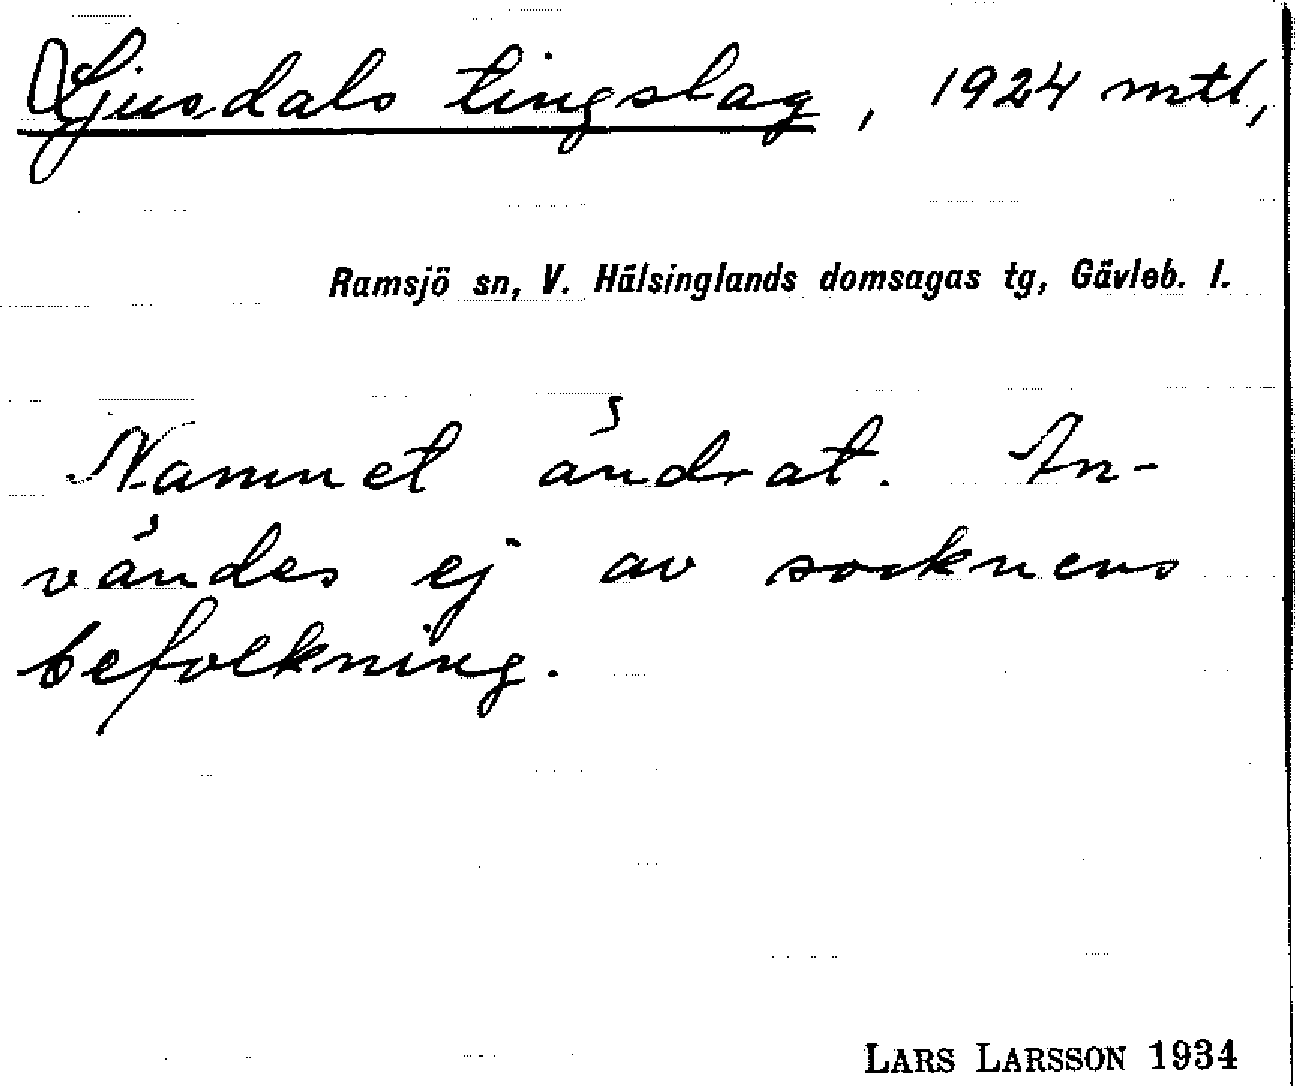 Ljusdals tingslag, 1924 mtl,
Ramsjö sn, V. Hälsinglands domsagas tg, Gävleb. l.
Namnet ändrat. An-
vändes ej av socknens
befolkning.
LARS LARSSON 1934